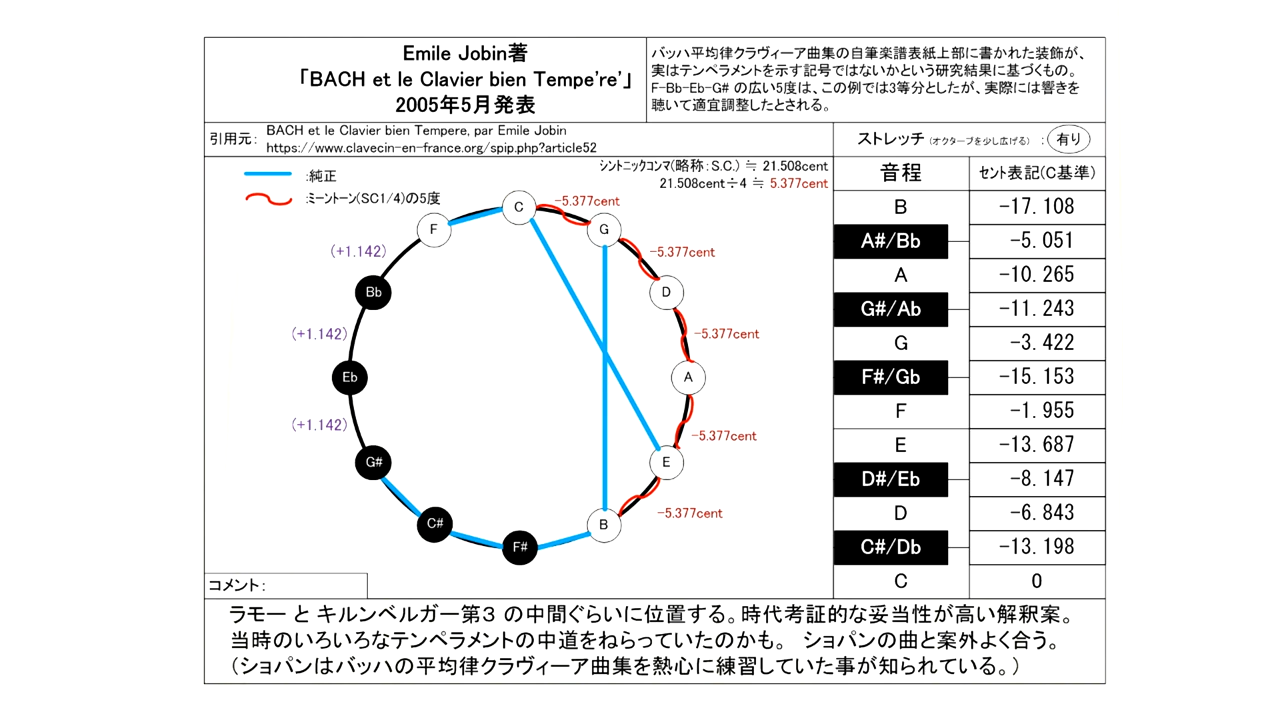 Emile Jobin著
「BACH et le Clavier bien Tempe're'」
2005年5月発表
バッハ平均律クラヴィーア曲集の自筆楽譜表紙上部に書かれた装飾が、
実はテンペラメントを示す記号ではないかという研究結果に基づくもの。
F-Bb-Eb-G# の広い5度は、この例では3等分としたが、実際には響きを
聴いて適宜調整したとされる。
引用元:
BACH et le Clavier bien Tempere, par Emile Jobin
https://www.clavecin-en-france.org/spip.php?article52
ストレッチ (オクターブを少し広げる) : 有り
:純正
:ミーントーン(SC1/4)の5度
シントニックコンマ(略称:S.C.) ≒ 21.508cent
21.508cent÷4 ≒ 5.377cent
C
G
D
A
E
B
F#
C#
G#
Eb
Bb
F
-5.377cent
-5.377cent
-5.377cent
-5.377cent
-5.377cent
(+1.142)
(+1.142)
(+1.142)
音程 セント表記(C基準)
B -17.108
A#/Bb -5.051
A -10.265
G#/Ab -11.243
G -3.422
F#/Gb -15.153
F -1.955
E -13.687
D#/Eb -8.147
D -6.843
C#/Db -13.198
C 0
コメント:
ラモー と キルンベルガー第3 の中間ぐらいに位置する。時代考証的な妥当性が高い解釈案。
当時のいろいろなテンペラメントの中道をねらっていたのかも。 ショパンの曲と案外よく合う。
(ショパンはバッハの平均律クラヴィーア曲集を熱心に練習していた事が知られている。)